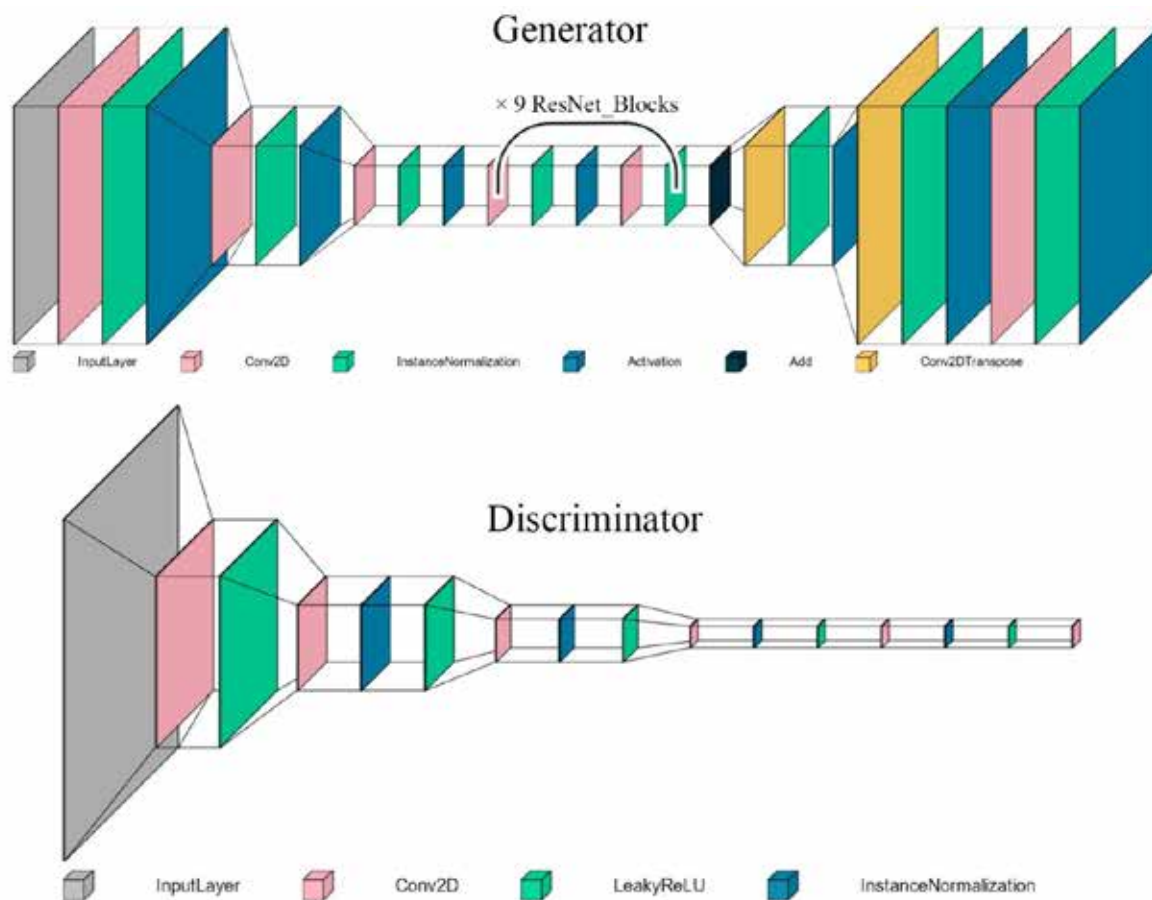 Generator
× 9 ResNet_Blocks
InputLayer Conv2D InstanceNormalization Activation Add Conv2DTranspose
Discriminator
InputLayer Conv2D LeakyReLU InstanceNormalization